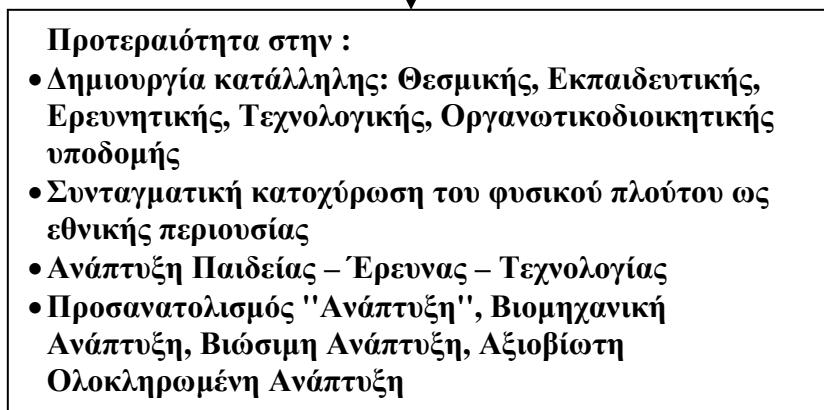 Προτεραιότητα στην :
•Δημιουργία κατάλληλης: Θεσμικής, Εκπαιδευτικής,
Ερευνητικής, Τεχνολογικής, Οργανωτικοδιοικητικής
υποδομής
•Συνταγματική κατοχύρωση του φυσικού πλούτου ως
εθνικής περιουσίας
•Ανάπτυξη Παιδείας – Έρευνας – Τεχνολογίας
•Προσανατολισμός ''Ανάπτυξη'', Βιομηχανική
Ανάπτυξη, Βιώσιμη Ανάπτυξη, Αξιοβίωτη
Ολοκληρωμένη Ανάπτυξη